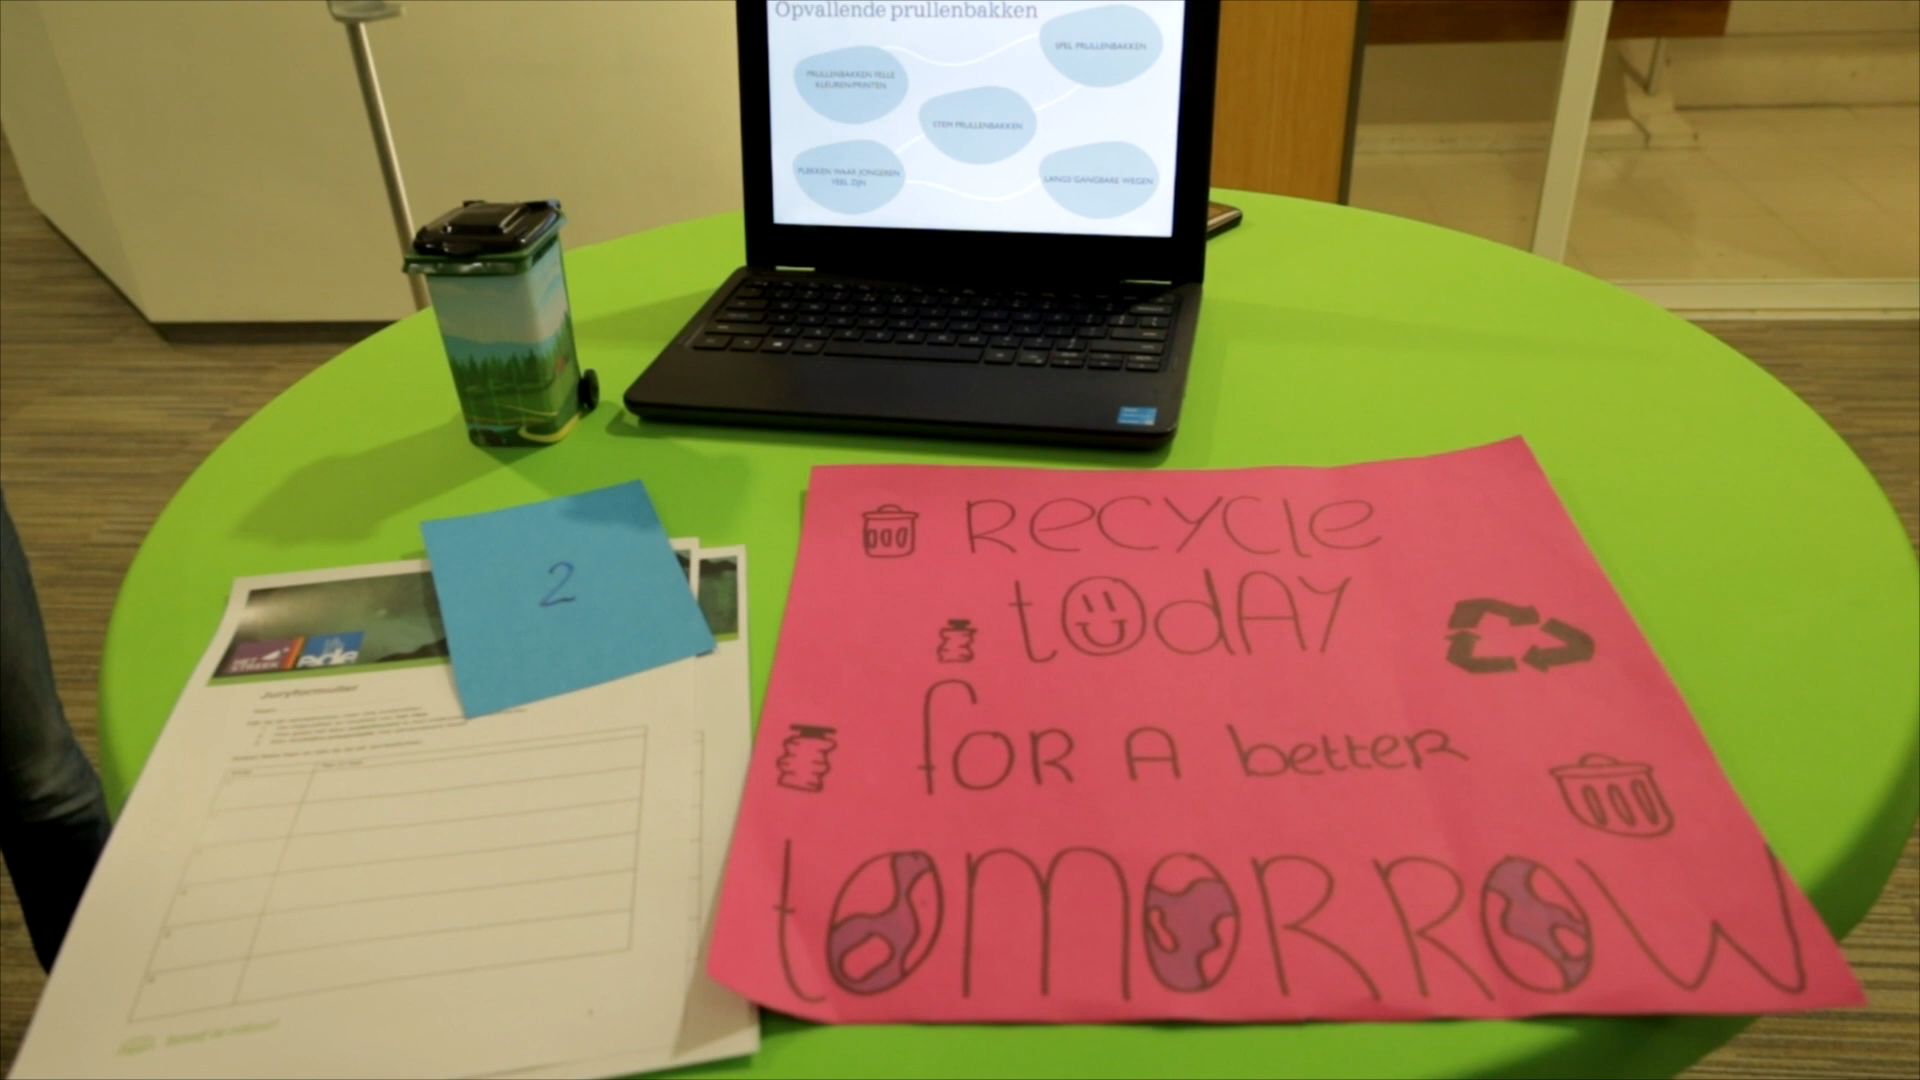 Opvallende prullenbakken
SPEL PRULLENBAKKEN
PRULLENBAKKEN FELLE
KLEUREN/PRINTEN
STEM PRULLENBAKKEN
PLEKKEN WAAR JONGEREN
VEEL ZIJN
LANGS GANGBARE WEGEN
2
ede
Juryformulier
RecYcle
todAY
foR A betteR
toMoRRoW